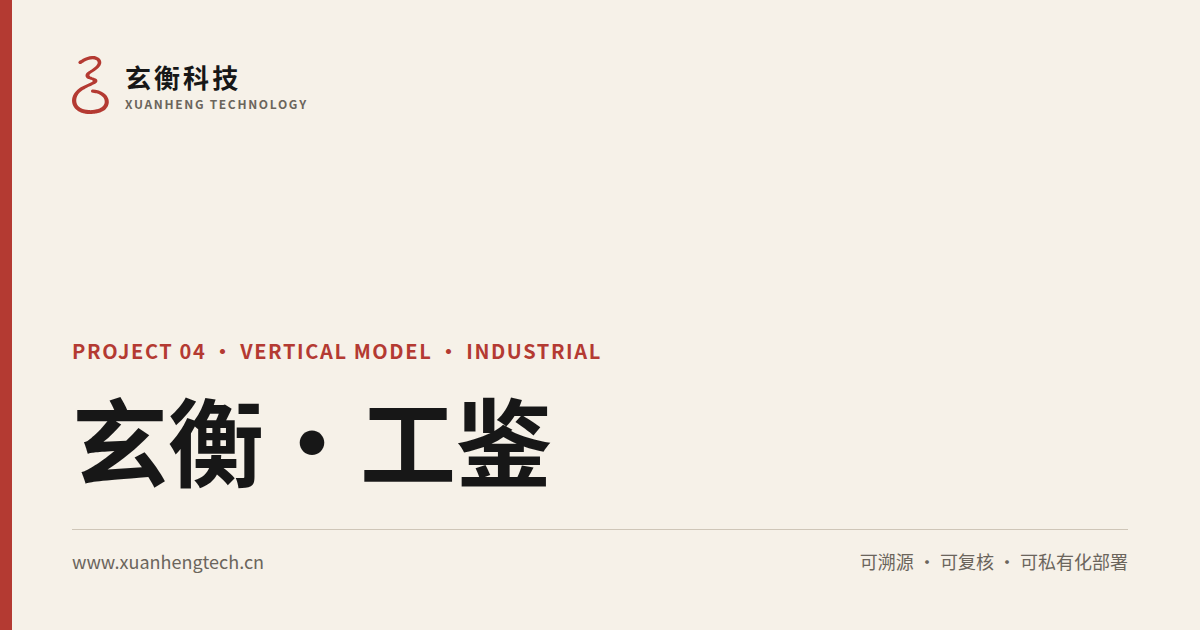 玄衡科技
XUANHENG TECHNOLOGY
PROJECT 04 • VERTICAL MODEL • INDUSTRIAL
玄衡・工鉴
www.xuanhengtech.cn
可溯源・可复核・可私有化部署